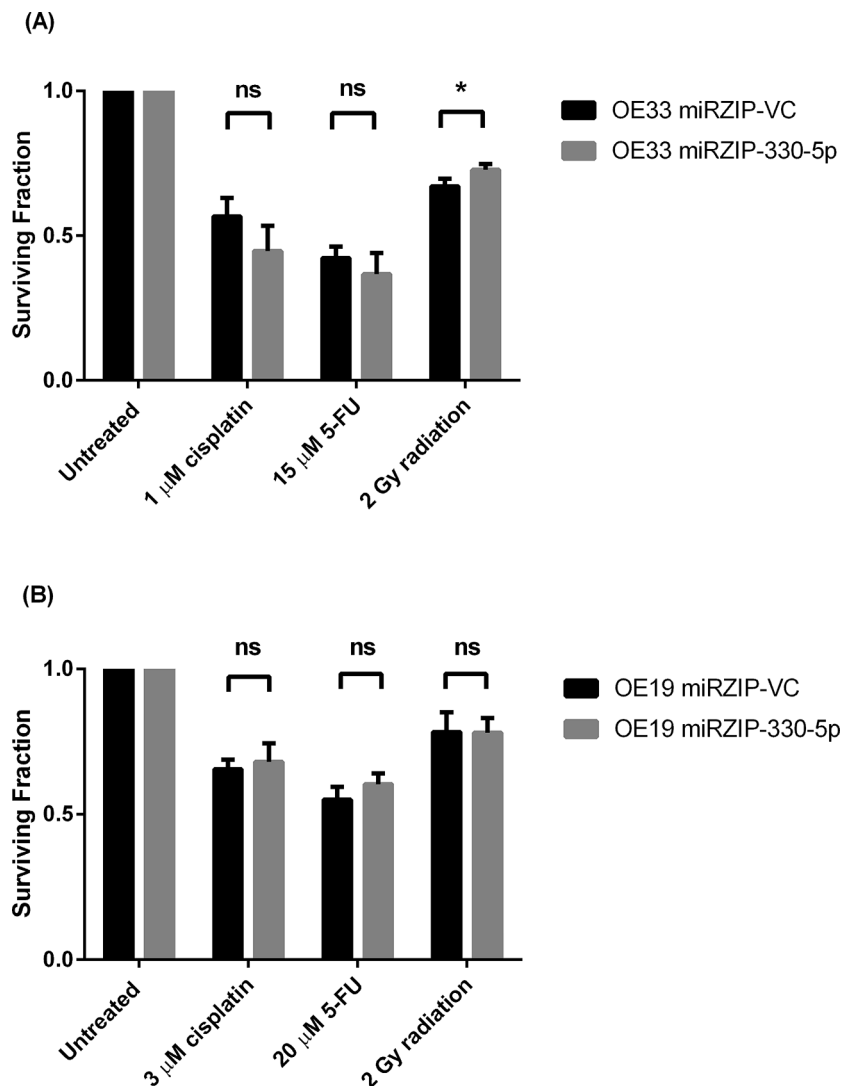 (A)
ns
ns
*
1.0
0.5
0.0
Surviving Fraction
Untreated
1 μM cisplatin
15 μM 5-FU
2 Gy radiation
OE33 miRZIP-VC
OE33 miRZIP-330-5p
(B)
ns
ns
ns
1.0
0.5
0.0
Surviving Fraction
Untreated
3 μM cisplatin
20 μM 5-FU
2 Gy radiation
OE19 miRZIP-VC
OE19 miRZIP-330-5p